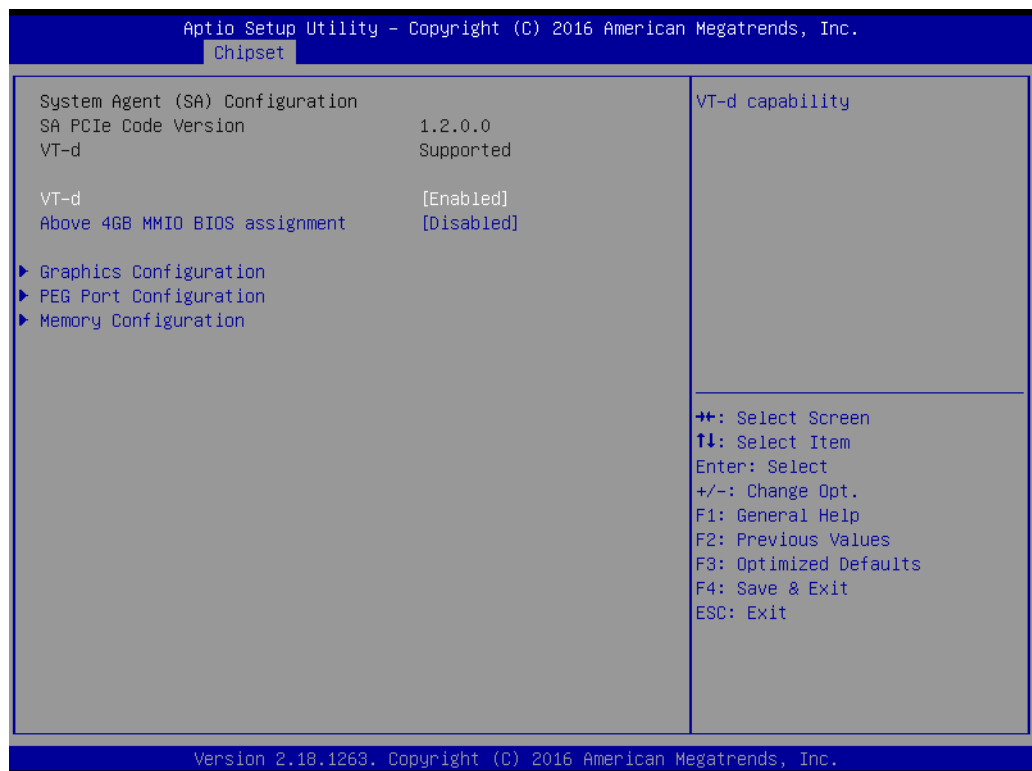 Aptio Setup Utility – Copyright (C) 2016 American Megatrends, Inc.
Chipset
System Agent (SA) Configuration
SA PCIe Code Version 1.2.0.0
VT-d Supported
VT-d [Enabled]
Above 4GB MMIO BIOS assignment [Disabled]
▶ Graphics Configuration
▶ PEG Port Configuration
▶ Memory Configuration
VT-d capability
→←: Select Screen
↑↓: Select Item
Enter: Select
+/-: Change Opt.
F1: General Help
F2: Previous Values
F3: Optimized Defaults
F4: Save & Exit
ESC: Exit
Version 2.18.1263. Copyright (C) 2016 American Megatrends, Inc.